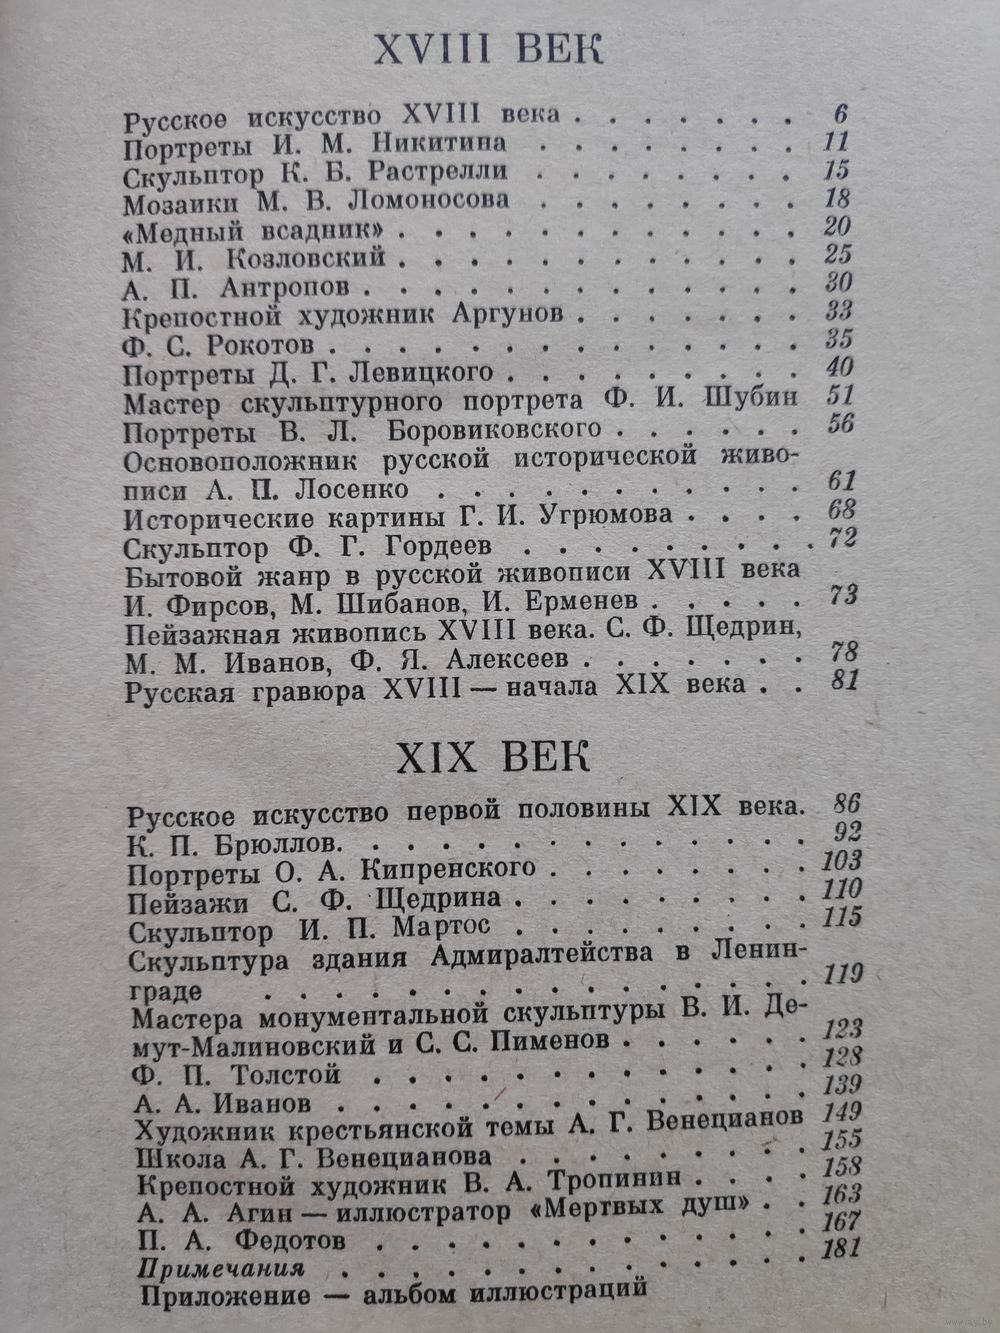 XVIII ВЕК
Русское искусство XVIII века . . . . . . . 6
Портреты И. М. Никитина . . . . . . . . 11
Скульптор К. Б. Растрелли . . . . . . . . 15
Мозаики М. В. Ломоносова . . . . . . . . 18
«Медный всадник» . . . . . . . . . . . . 20
М. И. Козловский . . . . . . . . . . . . 25
А. П. Антропов . . . . . . . . . . . . . 30
Крепостной художник Аргунов . . . . . . . 33
Ф. С. Рокотов . . . . . . . . . . . . . . 35
Портреты Д. Г. Левицкого . . . . . . . . . 40
Мастер скульптурного портрета Ф. И. Шубин 51
Портреты В. Л. Боровиковского . . . . . . 56
Основоположник русской исторической живо-
писи А. П. Лосенко . . . . . . . . . . . 61
Исторические картины Г. И. Угрюмова . . . . 68
Скульптор Ф. Г. Гордеев . . . . . . . . . 72
Бытовой жанр в русской живописи XVIII века
И. Фирсов, М. Шибанов, И. Ерменев . . . . . 73
Пейзажная живопись XVIII века. С. Ф. Щедрин,
М. М. Иванов, Ф. Я. Алексеев . . . . . . . 78
Русская гравюра XVIII — начала XIX века . . 81
XIX ВЕК
Русское искусство первой половины XIX века. 86
К. П. Брюллов. . . . . . . . . . . . . . 92
Портреты О. А. Кипренского . . . . . . . . 103
Пейзажи С. Ф. Щедрина . . . . . . . . . 110
Скульптор И. П. Мартос . . . . . . . . . 115
Скульптура здания Адмиралтейства в Ленин-
граде . . . . . . . . . . . . . . . . 119
Мастера монументальной скульптуры В. И. Де-
мут-Малиновский и С. С. Пименов . . . . . . 123
Ф. П. Толстой . . . . . . . . . . . . . 128
А. А. Иванов . . . . . . . . . . . . . . 139
Художник крестьянской темы А. Г. Венецианов 149
Школа А. Г. Венецианова . . . . . . . . . 155
Крепостной художник В. А. Тропинин . . . . 158
А. А. Агин — иллюстратор «Мертвых душ» . . 163
П. А. Федотов . . . . . . . . . . . . . 167
Примечания . . . . . . . . . . . . . . 181
Приложение — альбом иллюстраций
www.ay.by